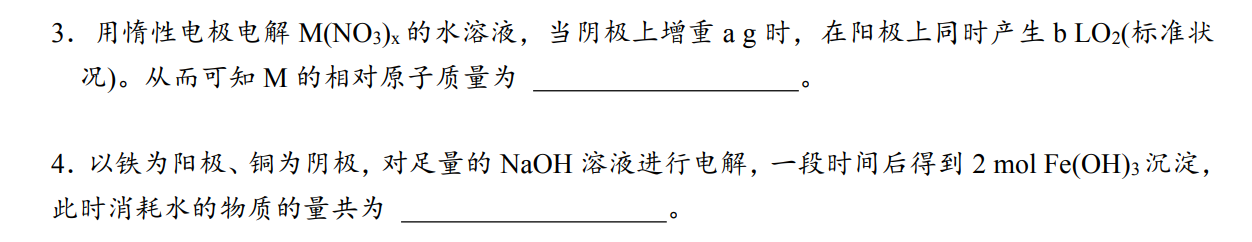 3．用惰性电极电解 M(NO₃)ₓ 的水溶液，当阴极上增重 a g 时，在阳极上同时产生 b LO₂(标准状
况)。从而可知 M 的相对原子质量为 ＿＿＿＿＿＿＿＿。
4．以铁为阳极、铜为阴极，对足量的 NaOH 溶液进行电解，一段时间后得到 2 mol Fe(OH)₃ 沉淀，
此时消耗水的物质的量共为 ＿＿＿＿＿＿＿＿。